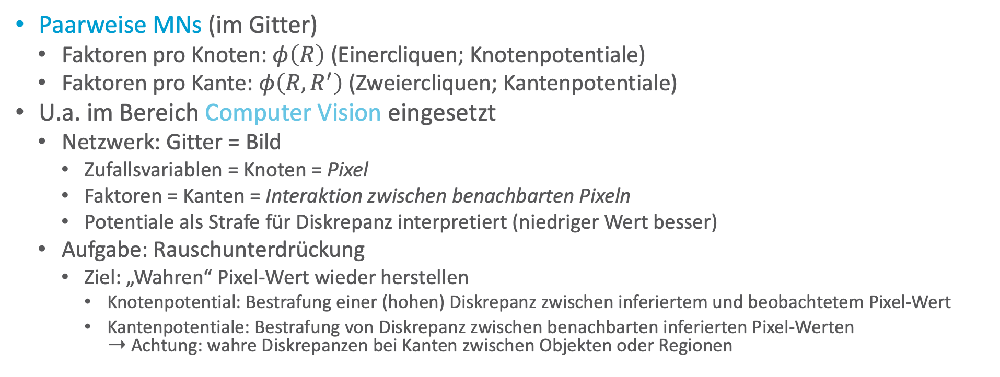 • Paarweise MNs (im Gitter)
• Faktoren pro Knoten: ϕ(R) (Einercliquen; Knotenpotentiale)
• Faktoren pro Kante: ϕ(R, R′) (Zweiercliquen; Kantenpotentiale)
• U.a. im Bereich Computer Vision eingesetzt
• Netzwerk: Gitter = Bild
• Zufallsvariablen = Knoten = Pixel
• Faktoren = Kanten = Interaktion zwischen benachbarten Pixeln
• Potentiale als Strafe für Diskrepanz interpretiert (niedriger Wert besser)
• Aufgabe: Rauschunterdrückung
• Ziel: „Wahren“ Pixel-Wert wieder herstellen
• Knotenpotential: Bestrafung einer (hohen) Diskrepanz zwischen inferiertem und beobachtetem Pixel-Wert
• Kantenpotentiale: Bestrafung von Diskrepanz zwischen benachbarten inferierten Pixel-Werten
→ Achtung: wahre Diskrepanzen bei Kanten zwischen Objekten oder Regionen